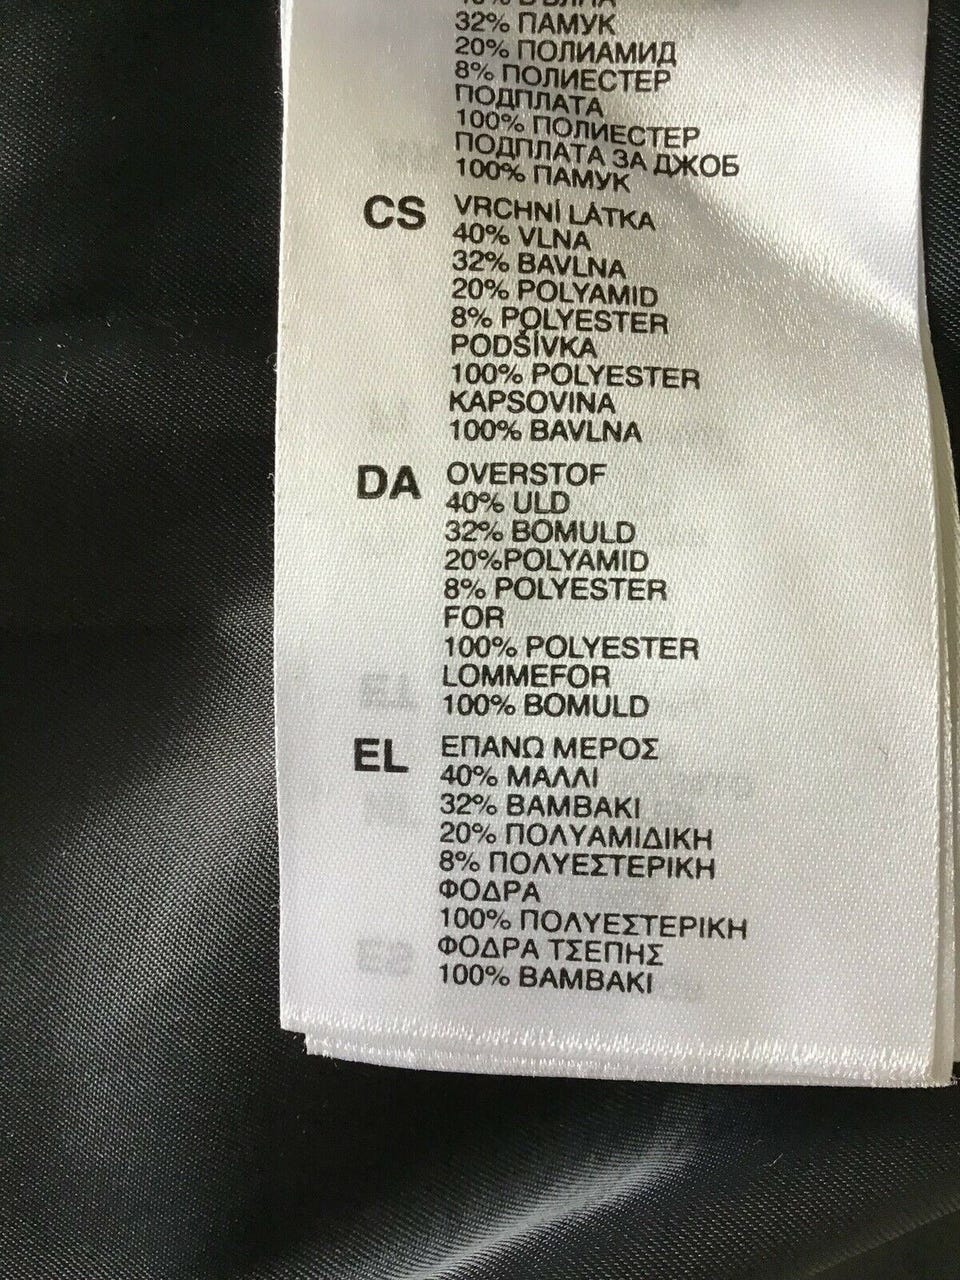 40% ВЪЛНА
32% ПАМУК
20% ПОЛИАМИД
8% ПОЛИЕСТЕР
ПОДПЛАТА
100% ПОЛИЕСТЕР
ПОДПЛАТА ЗА ДЖОБ
100% ПАМУК
CS VRCHNÍ LÁTKA
40% VLNA
32% BAVLNA
20% POLYAMID
8% POLYESTER
PODŠÍVKA
100% POLYESTER
KAPSOVINA
100% BAVLNA
DA OVERSTOF
40% ULD
32% BOMULD
20%POLYAMID
8% POLYESTER
FOR
100% POLYESTER
LOMMEFOR
100% BOMULD
EL ΕΠΑΝΩ ΜΕΡΟΣ
40% ΜΑΛΛΙ
32% ΒΑΜΒΑΚΙ
20% ΠΟΛΥΑΜΙΔΙΚΗ
8% ΠΟΛΥΕΣΤΕΡΙΚΗ
ΦΟΔΡΑ
100% ΠΟΛΥΕΣΤΕΡΙΚΗ
ΦΟΔΡΑ ΤΣΕΠΗΣ
100% ΒΑΜΒΑΚΙ